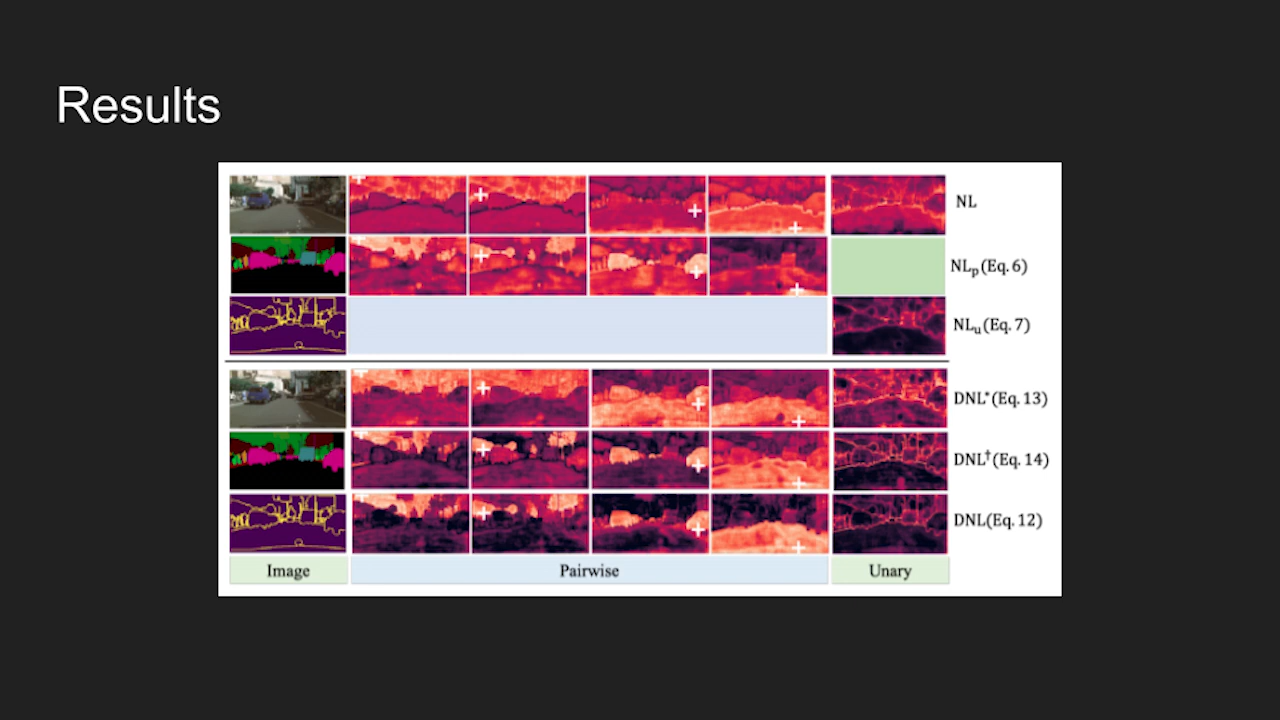 Results
NL
NLₚ(Eq. 6)
NLᵤ(Eq. 7)
DNL*(Eq. 13)
DNL†(Eq. 14)
DNL(Eq. 12)
Image Pairwise Unary